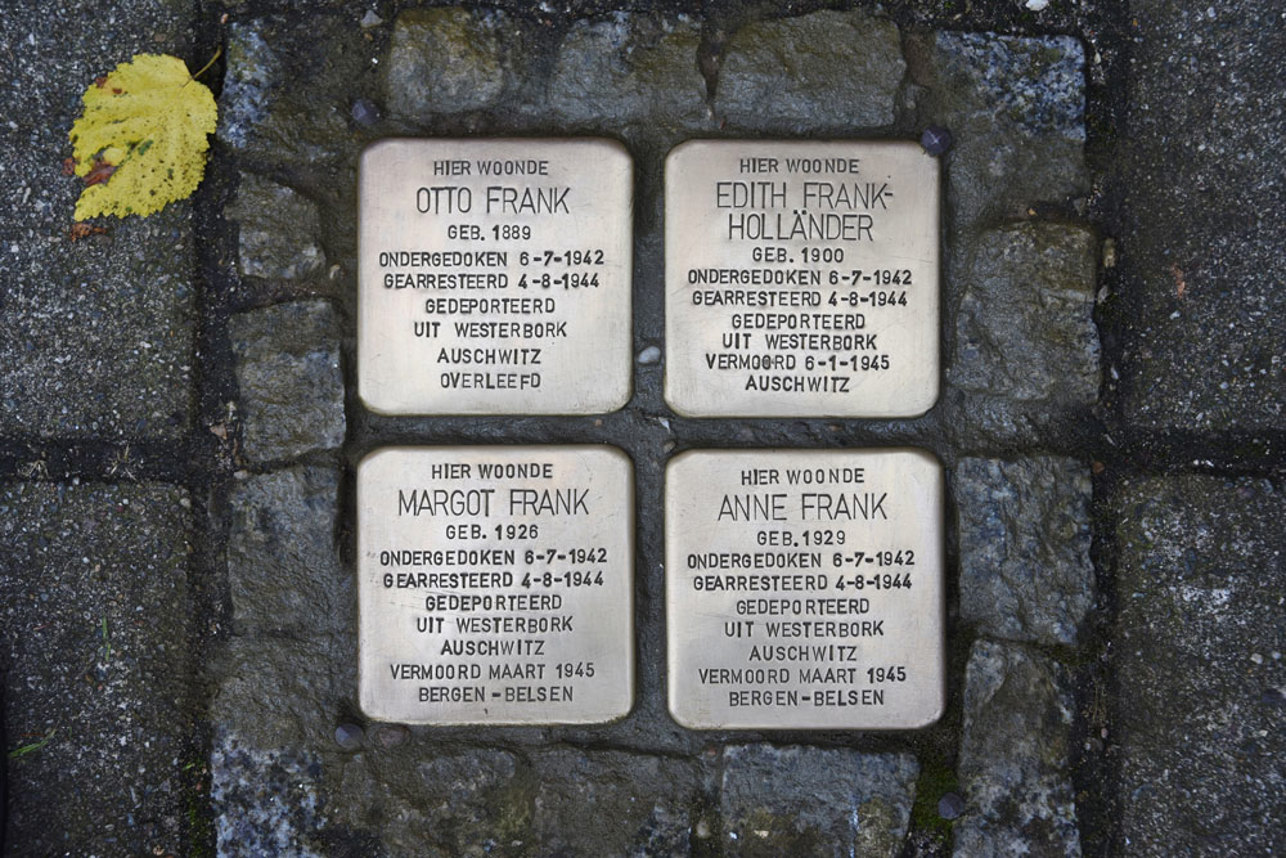 HIER WOONDE
OTTO FRANK
GEB. 1889
ONDERGEDOKEN 6-7-1942
GEARRESTEERD 4-8-1944
GEDEPORTEERD
UIT WESTERBORK
AUSCHWITZ
OVERLEEFD
HIER WOONDE
EDITH FRANK-
HOLLÄNDER
GEB. 1900
ONDERGEDOKEN 6-7-1942
GEARRESTEERD 4-8-1944
GEDEPORTEERD
UIT WESTERBORK
VERMOORD 6-1-1945
AUSCHWITZ
HIER WOONDE
MARGOT FRANK
GEB. 1926
ONDERGEDOKEN 6-7-1942
GEARRESTEERD 4-8-1944
GEDEPORTEERD
UIT WESTERBORK
AUSCHWITZ
VERMOORD MAART 1945
BERGEN-BELSEN
HIER WOONDE
ANNE FRANK
GEB. 1929
ONDERGEDOKEN 6-7-1942
GEARRESTEERD 4-8-1944
GEDEPORTEERD
UIT WESTERBORK
AUSCHWITZ
VERMOORD MAART 1945
BERGEN-BELSEN